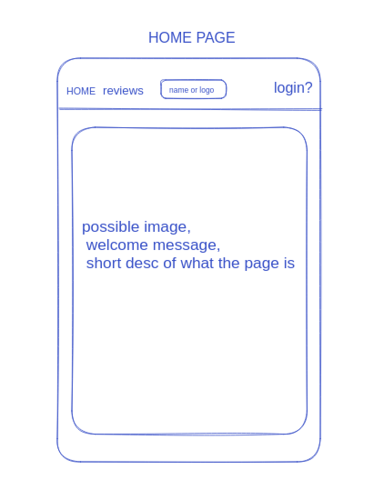 HOME PAGE
HOME reviews name or logo login?
possible image,
welcome message,
short desc of what the page is